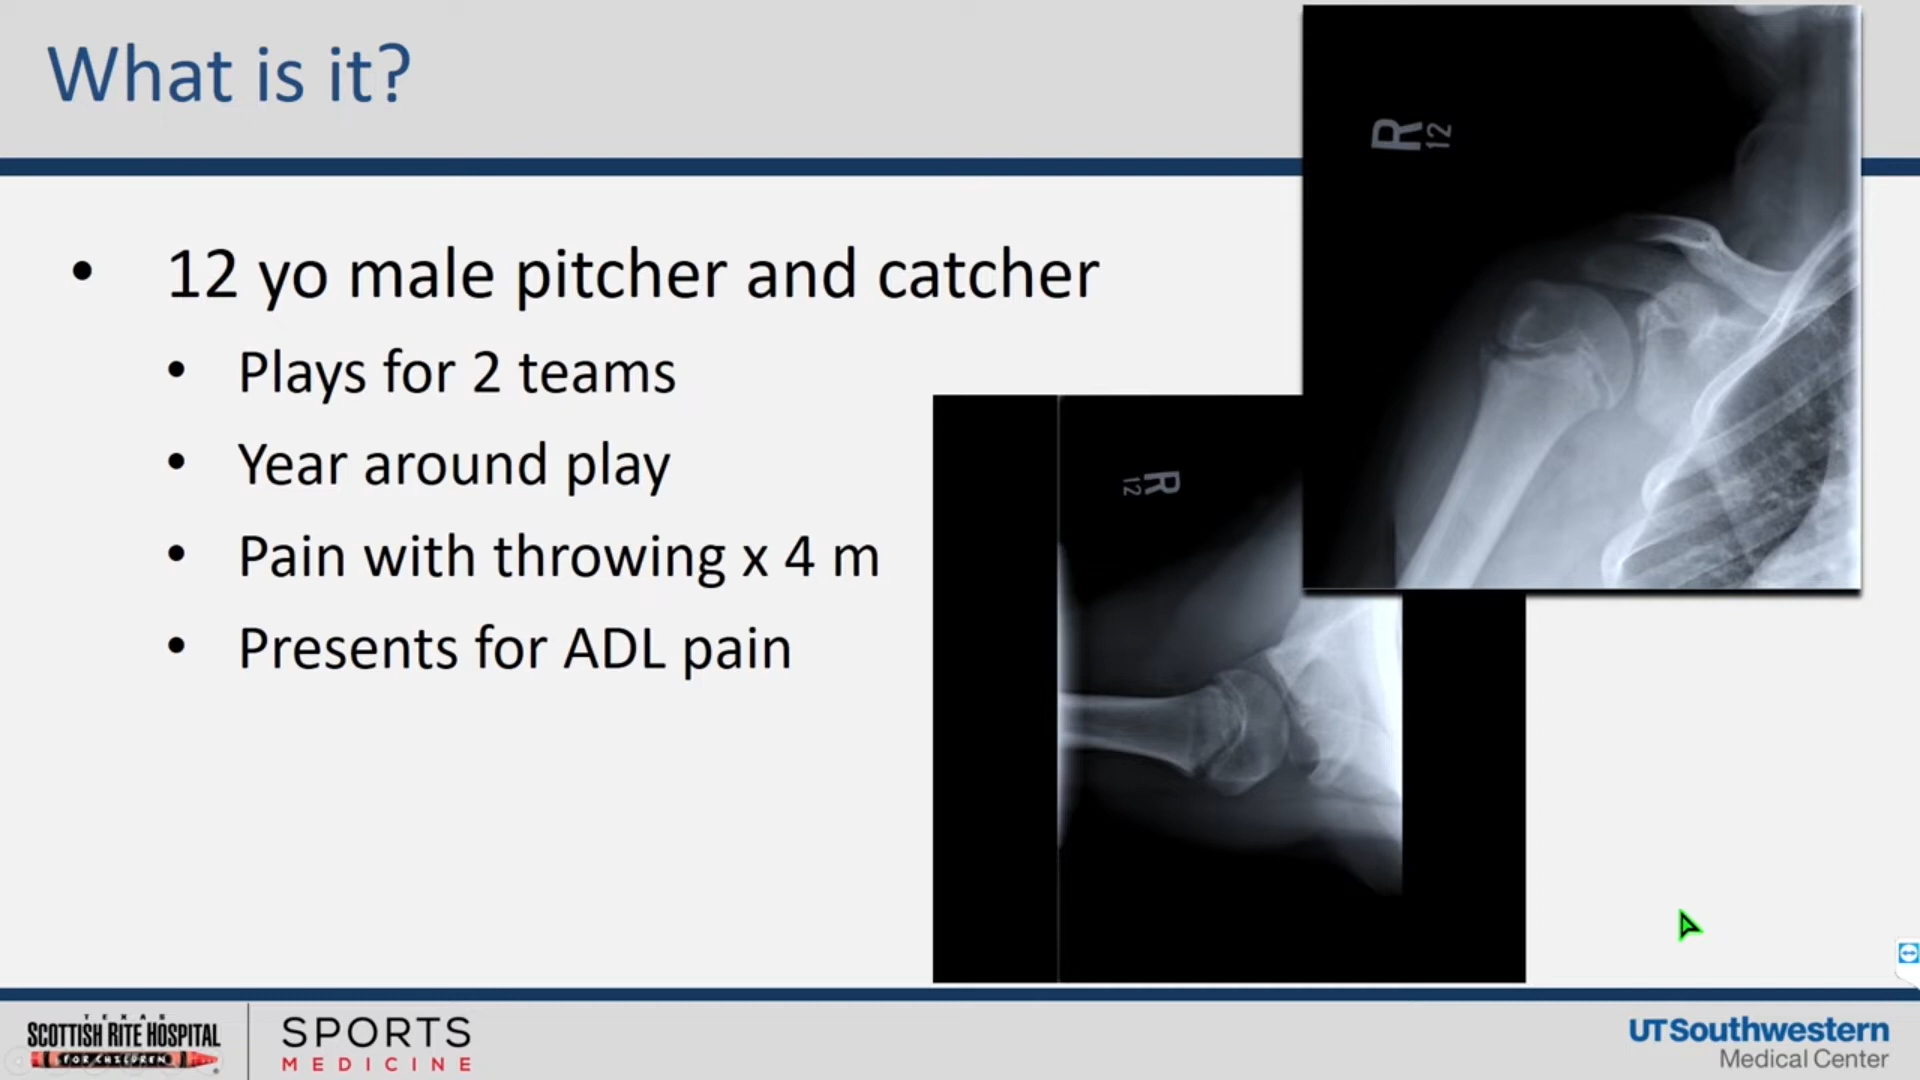 What is it?
R 12
• 12 yo male pitcher and catcher
• Plays for 2 teams
• Year around play
• Pain with throwing x 4 m
• Presents for ADL pain
R 12
TEXAS
SCOTTISH RITE HOSPITAL
FOR CHILDREN
SPORTS
MEDICINE
UTSouthwestern
Medical Center